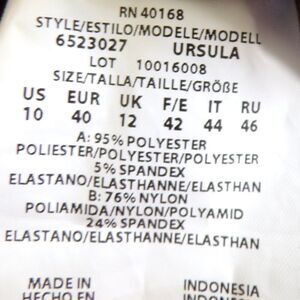 RN 40168
STYLE/ESTILO/MODELE/MODELL
6523027 URSULA
LOT 10016008
SIZE/TALLA/TAILLE/GRÖßE
US EUR UK F/E IT RU
10 40 12 42 44 46
A: 95% POLYESTER
POLIESTER/POLYESTER/POLYESTER
5% SPANDEX
ELASTANO/ELASTHANNE/ELASTHAN
B: 76% NYLON
POLIAMIDA/NYLON/POLYAMID
24% SPANDEX
ELASTANO/ELASTHANNE/ELASTHAN
MADE IN INDONESIA
HECHO EN INDONESIA